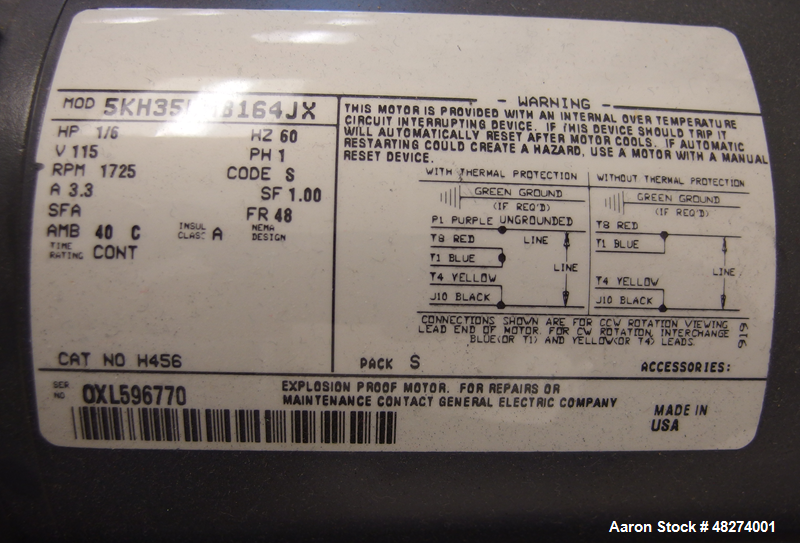 MOD 5KH35 164JX
HP 1/6 HZ 60
V 115 PH 1
RPM 1725 CODE S
A 3.3 SF 1.00
SFA FR 48
AMB 40 C INSUL CLASS A NEMA DESIGN
TIME RATING CONT
CAT NO H456
- WARNING -
THIS MOTOR IS PROVIDED WITH AN INTERNAL OVER TEMPERATURE
CIRCUIT INTERRUPTING DEVICE. IF THIS DEVICE SHOULD TRIP IT
WILL AUTOMATICALLY RESET AFTER MOTOR COOLS. IF AUTOMATIC
RESTARTING COULD CREATE A HAZARD, USE A MOTOR WITH A MANUAL
RESET DEVICE.
WITH THERMAL PROTECTION
GREEN GROUND
(IF REQ'D)
P1 PURPLE UNGROUNDED
T8 RED LINE
T1 BLUE
LINE
T4 YELLOW
J10 BLACK
WITHOUT THERMAL PROTECTION
GREEN GROUND
(IF REQ'D)
T8 RED
T1 BLUE
LINE
T4 YELLOW
J10 BLACK
CONNECTIONS SHOWN ARE FOR CCW ROTATION VIEWING
LEAD END OF MOTOR. FOR CW ROTATION, INTERCHANGE
BLUE(OR T1) AND YELLOW(OR T4) LEADS.
919
PACK S
ACCESSORIES:
SER NO OXL596770
EXPLOSION PROOF MOTOR. FOR REPAIRS OR
MAINTENANCE CONTACT GENERAL ELECTRIC COMPANY
MADE IN
USA
Aaron Stock # 48274001